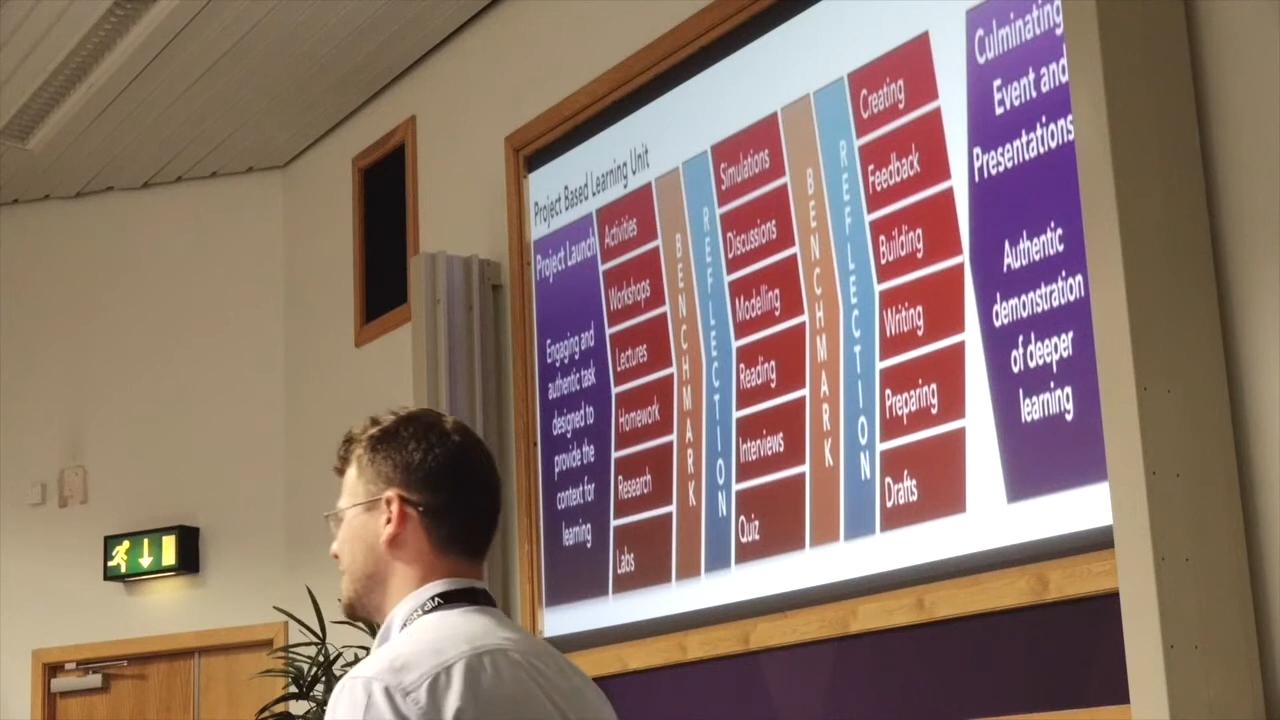 Project Based Learning Unit
Project Launch
Engaging and
authentic task
designed to
provide the
context for
learning
Activities
Workshops
Lectures
Homework
Research
Labs
BENCHMARK
REFLECTION
Simulations
Discussions
Modelling
Reading
Interviews
Quiz
BENCHMARK
REFLECTION
Creating
Feedback
Building
Writing
Preparing
Drafts
Culminating
Event and
Presentations
Authentic
demonstration
of deeper
learning
VIP